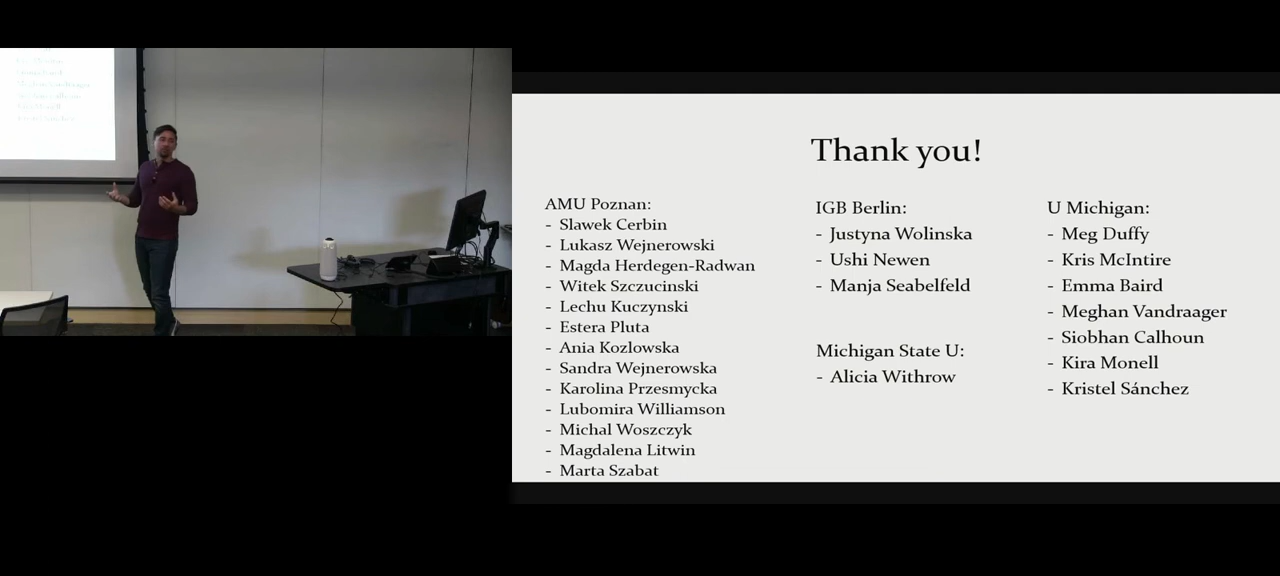 Thank you!
AMU Poznan:
- Slawek Cerbin
- Lukasz Wejnerowski
- Magda Herdegen-Radwan
- Witek Szczucinski
- Lechu Kuczynski
- Estera Pluta
- Ania Kozlowska
- Sandra Wejnerowska
- Karolina Przesmycka
- Lubomira Williamson
- Michal Woszczyk
- Magdalena Litwin
- Marta Szabat
IGB Berlin:
- Justyna Wolinska
- Ushi Newen
- Manja Seabelfeld
Michigan State U:
- Alicia Withrow
U Michigan:
- Meg Duffy
- Kris McIntire
- Emma Baird
- Meghan Vandraager
- Siobhan Calhoun
- Kira Monell
- Kristel Sánchez